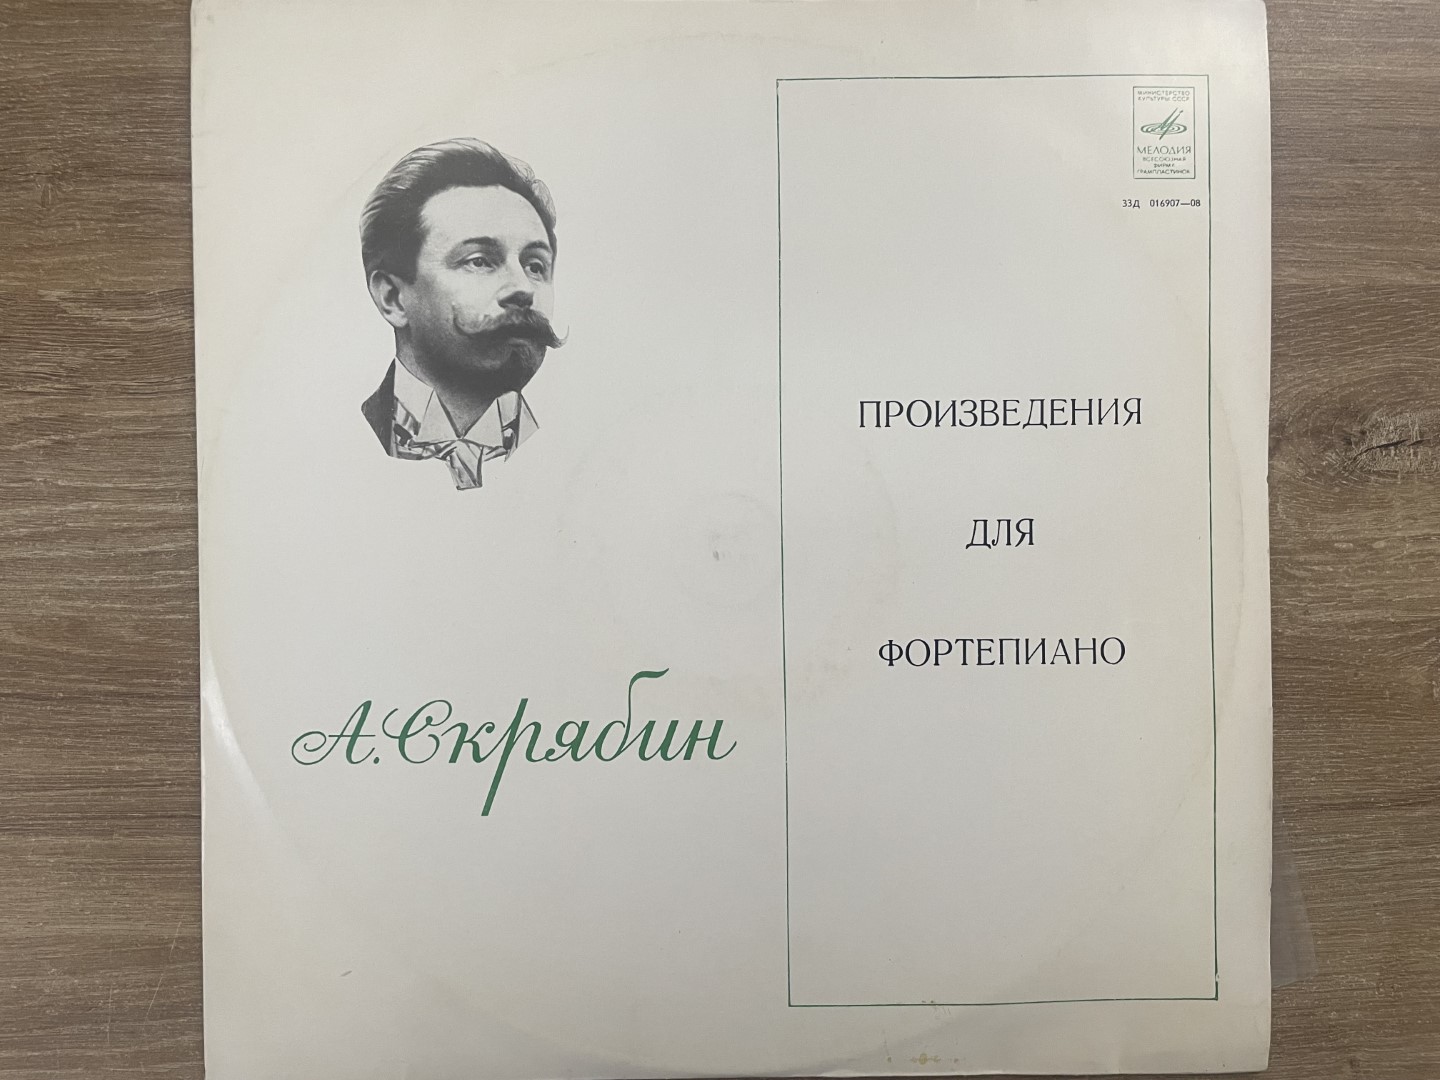 МИНИСТЕРСТВО
КУЛЬТУРЫ СССР
МЕЛОДИЯ
ВСЕСОЮЗНАЯ
ФИРМА
ГРАМПЛАСТИНОК
33Д 016907—08
ПРОИЗВЕДЕНИЯ
ДЛЯ
ФОРТЕПИАНО
А. Скрябин